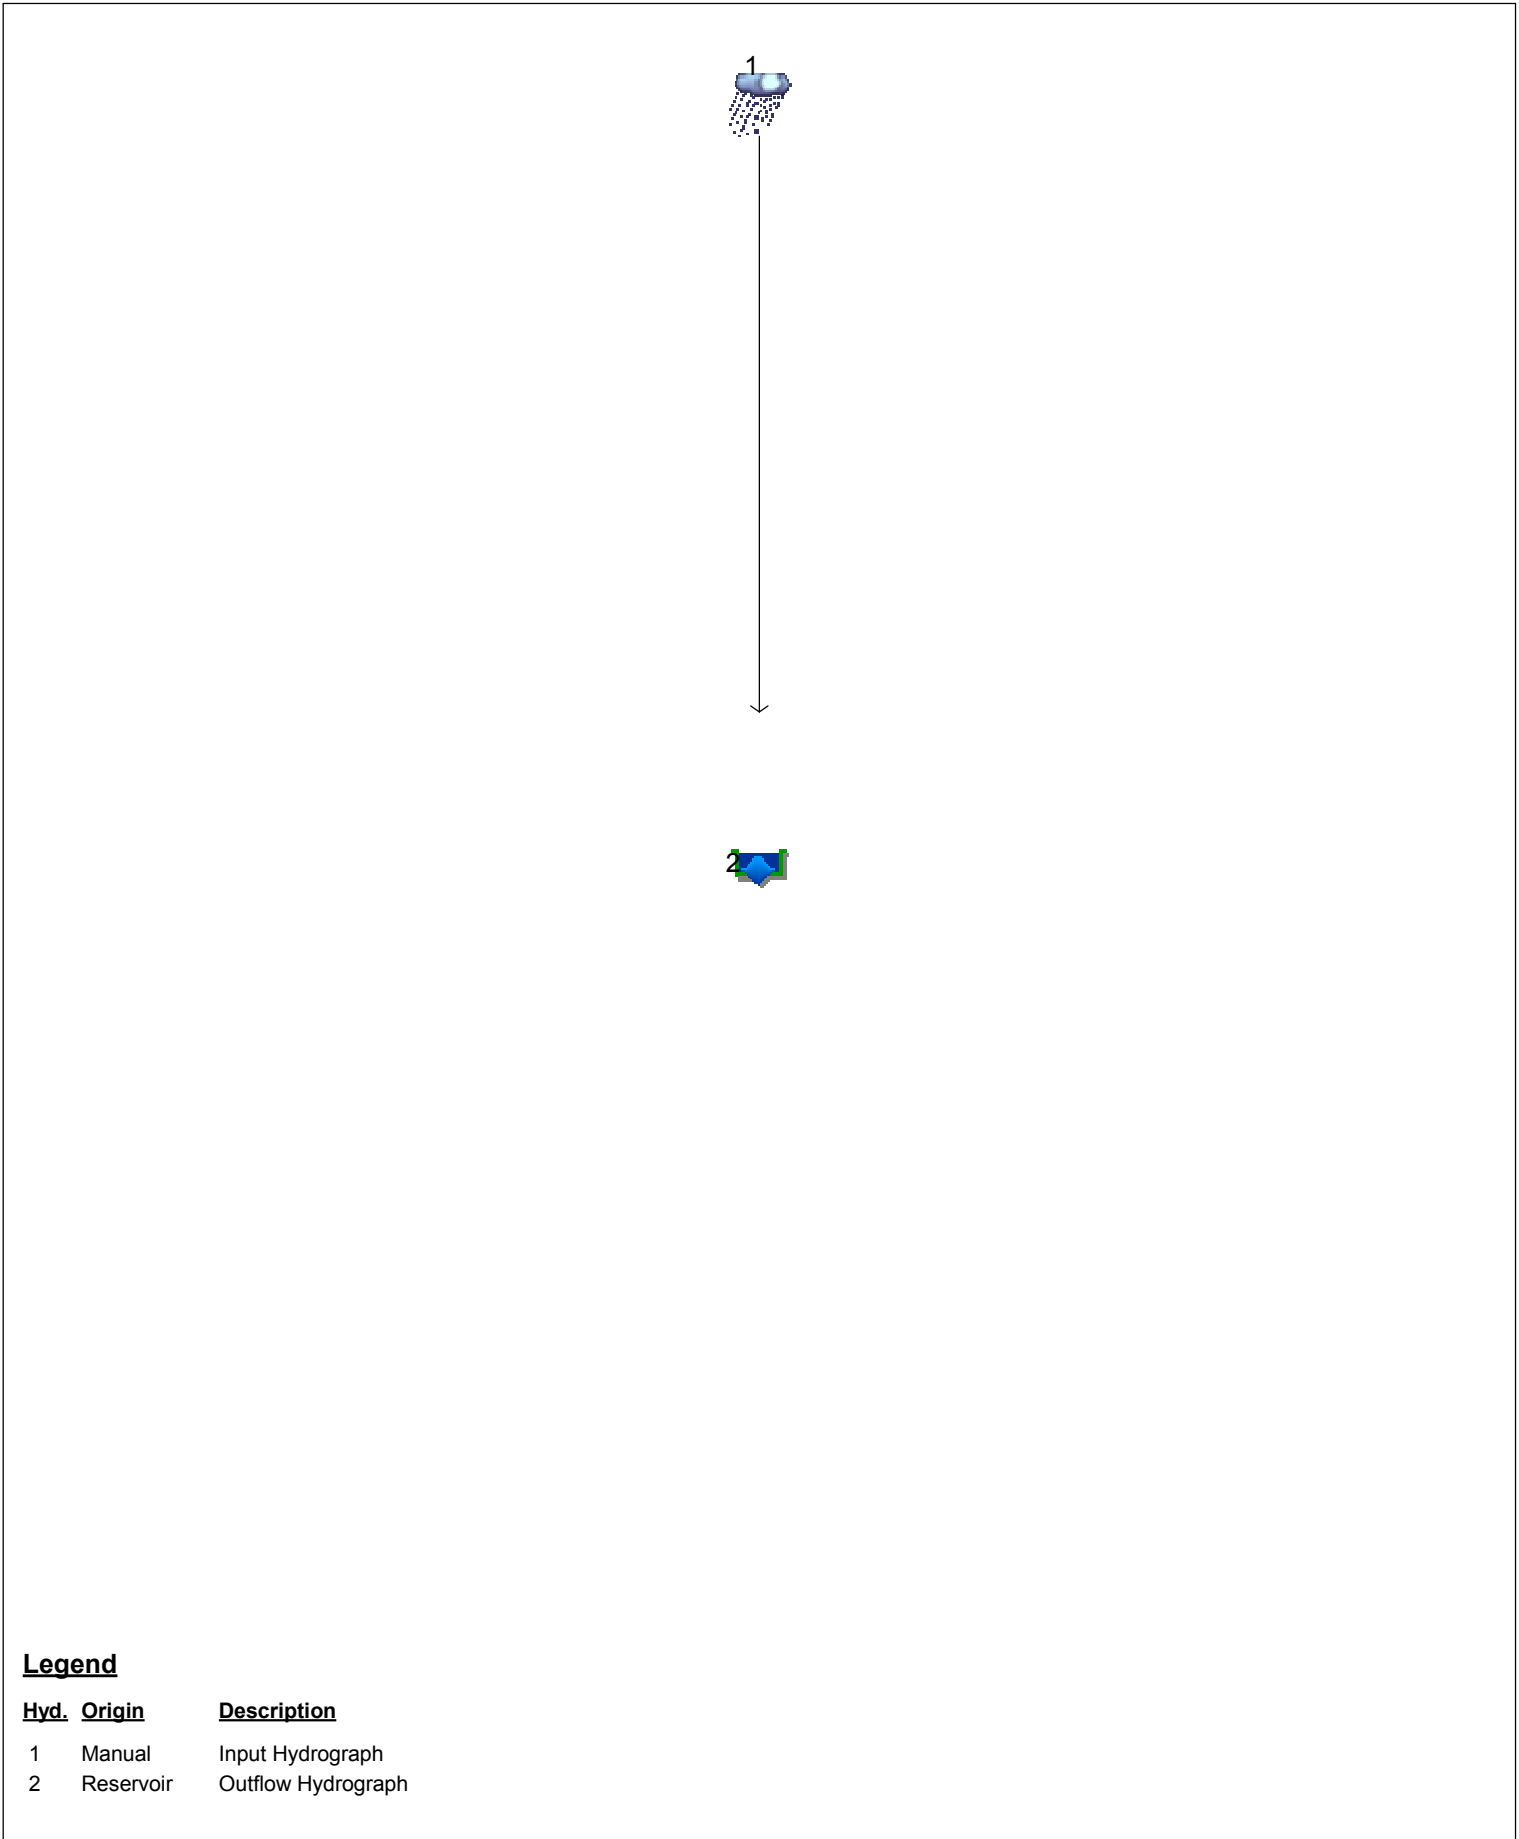 1
2
Legend
Hyd. Origin Description
1 Manual Input Hydrograph
2 Reservoir Outflow Hydrograph